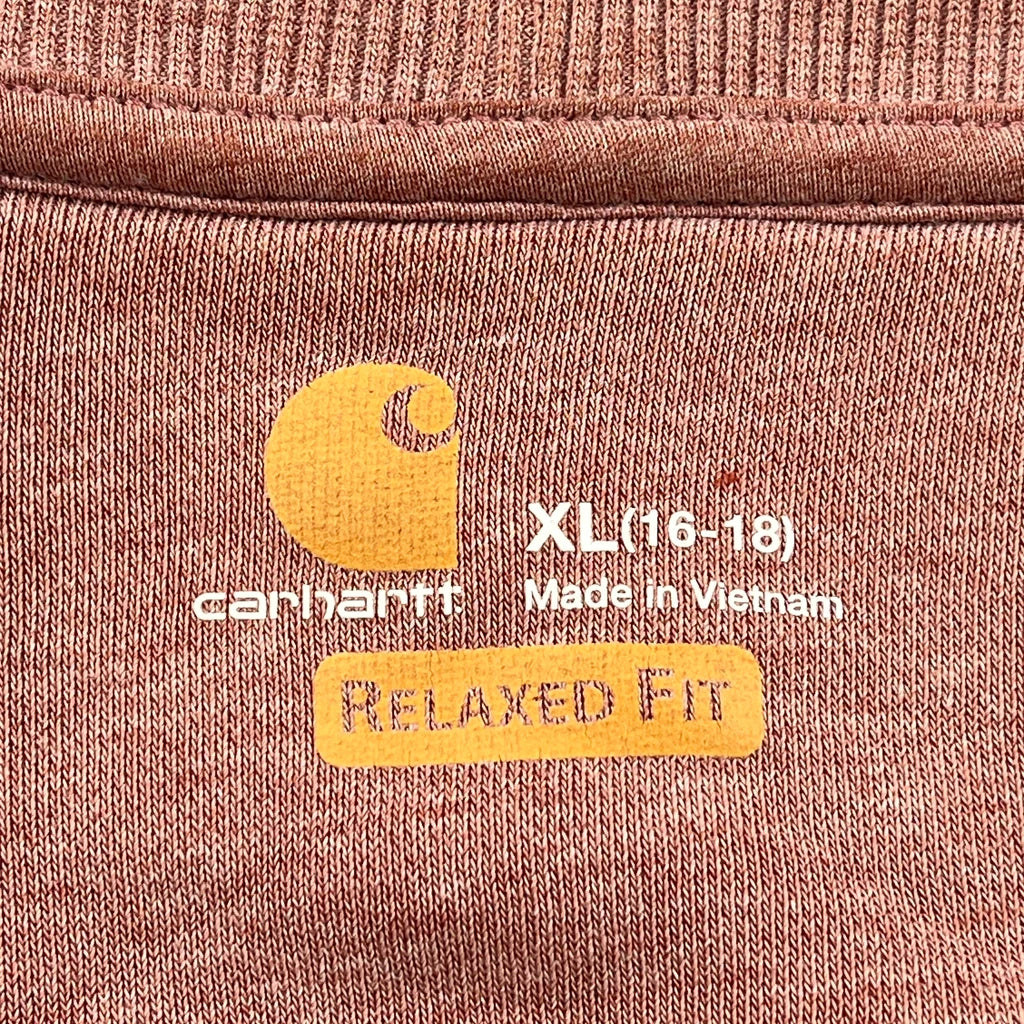 carhartt
XL(16-18)
Made in Vietnam
RELAXED FIT